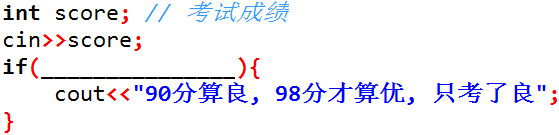 int score; // 考试成绩
cin>>score;
if(_______________){
    cout<<"90分算良, 98分才算优, 只考了良";
}